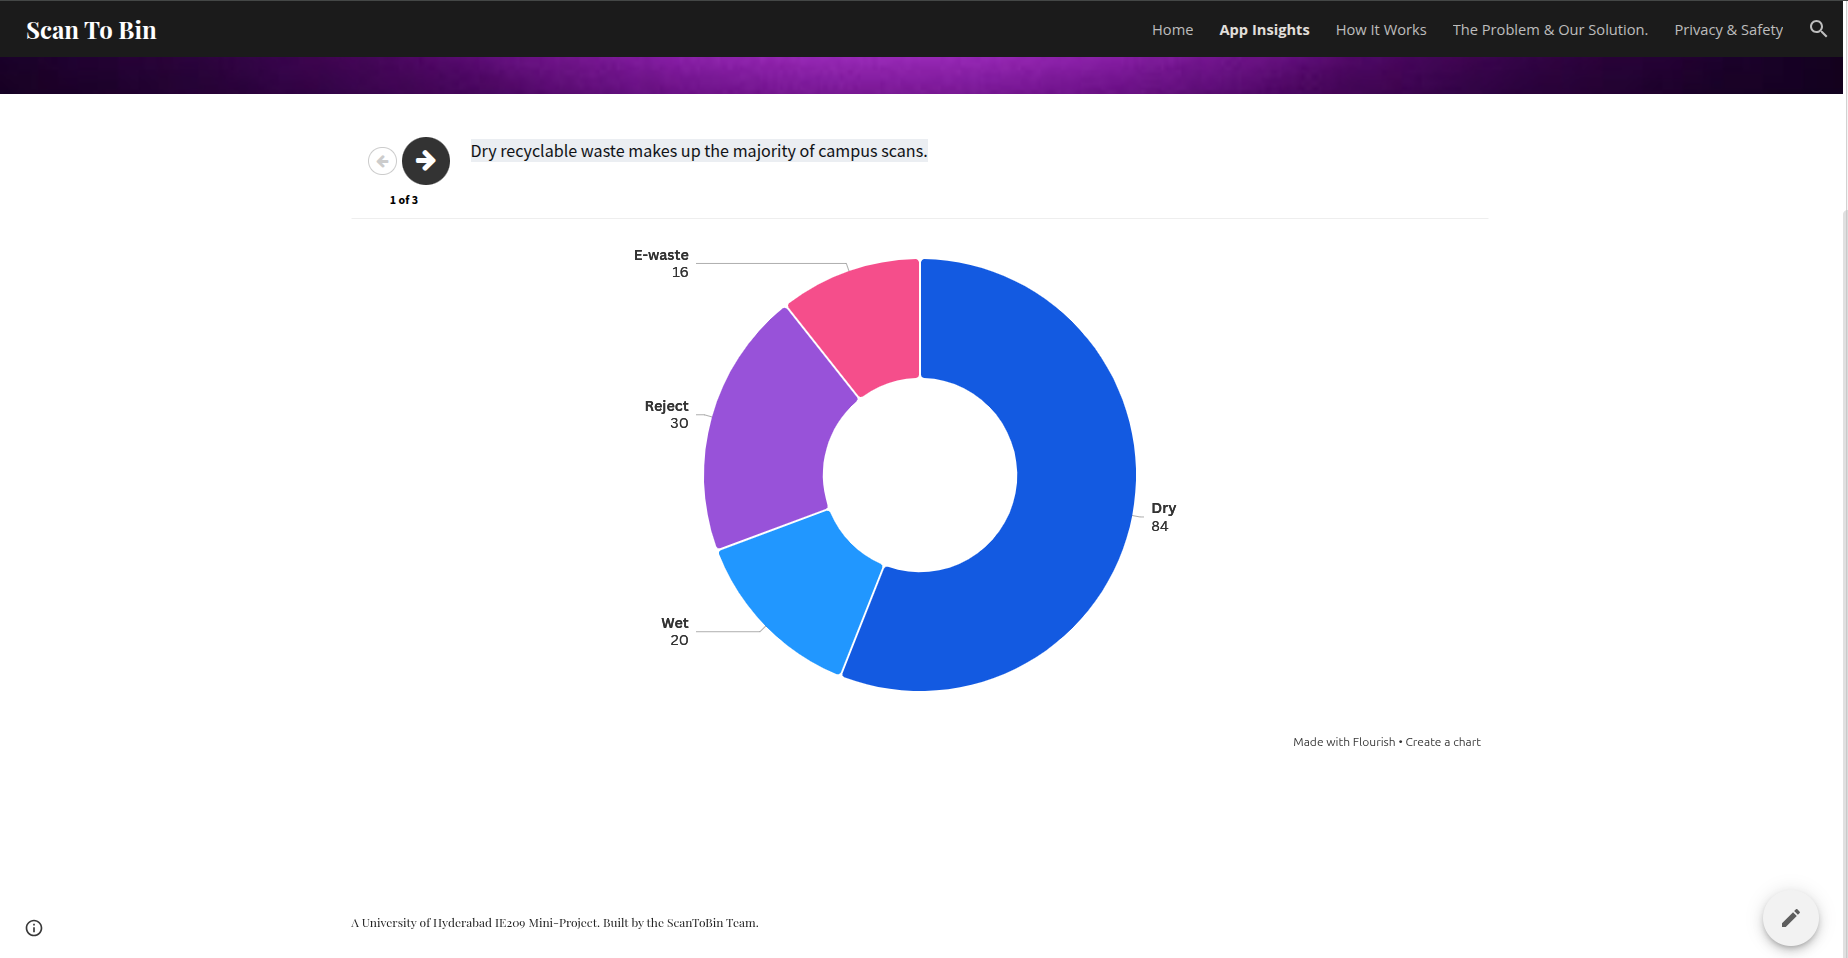 Scan To Bin
Home App Insights How It Works The Problem & Our Solution. Privacy & Safety
Dry recyclable waste makes up the majority of campus scans.
1 of 3
E-waste
16
Reject
30
Dry
84
Wet
20
Made with Flourish • Create a chart
A University of Hyderabad IE209 Mini-Project. Built by the ScanToBin Team.